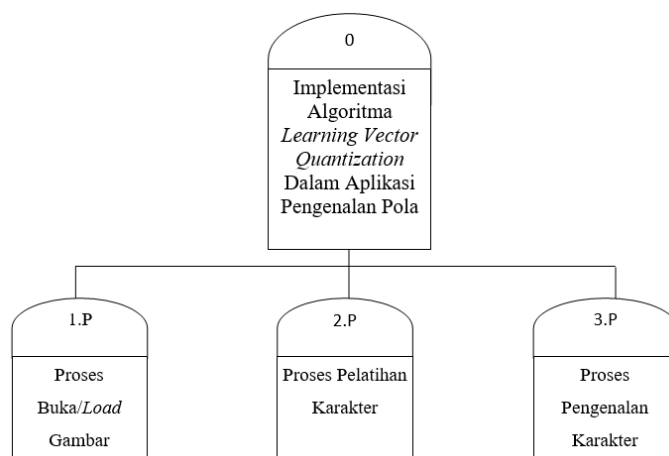 0
Implementasi
Algoritma
Learning Vector
Quantization
Dalam Aplikasi
Pengenalan Pola
1.P
Proses
Buka/Load
Gambar
2.P
Proses Pelatihan
Karakter
3.P
Proses
Pengenalan
Karakter